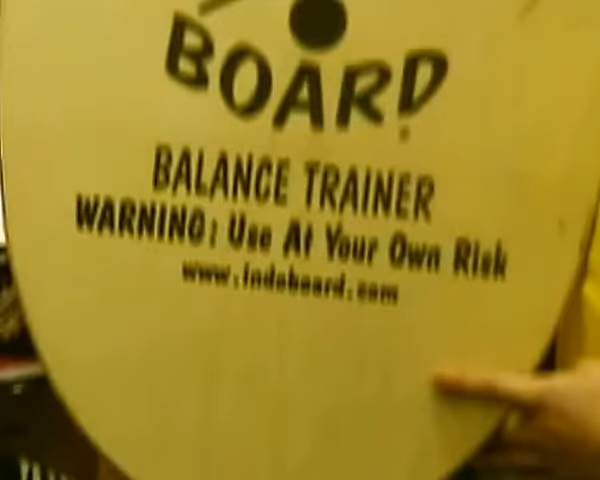 BOARD
BALANCE TRAINER
WARNING: Use At Your Own Risk
www.indoboard.com